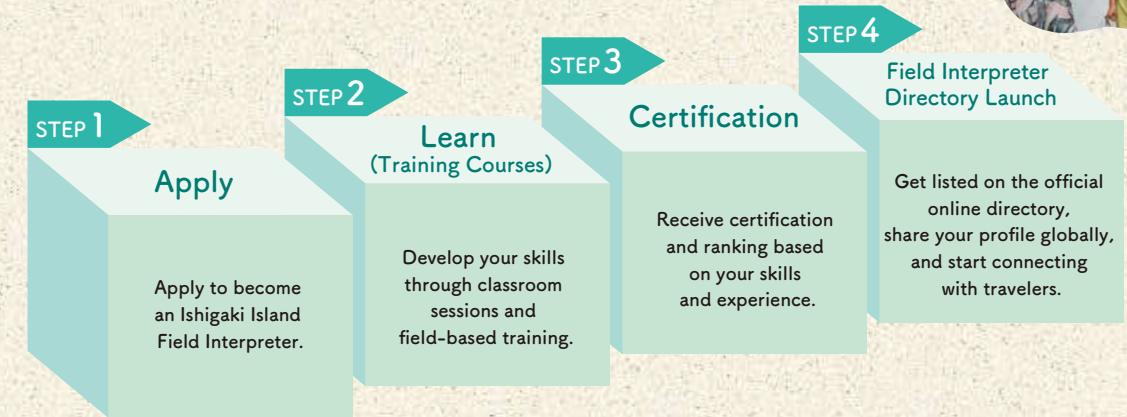 STEP 1
Apply
Apply to become
an Ishigaki Island
Field Interpreter.
STEP 2
Learn
(Training Courses)
Develop your skills
through classroom
sessions and
field-based training.
STEP 3
Certification
Receive certification
and ranking based
on your skills
and experience.
STEP 4
Field Interpreter
Directory Launch
Get listed on the official
online directory,
share your profile globally,
and start connecting
with travelers.